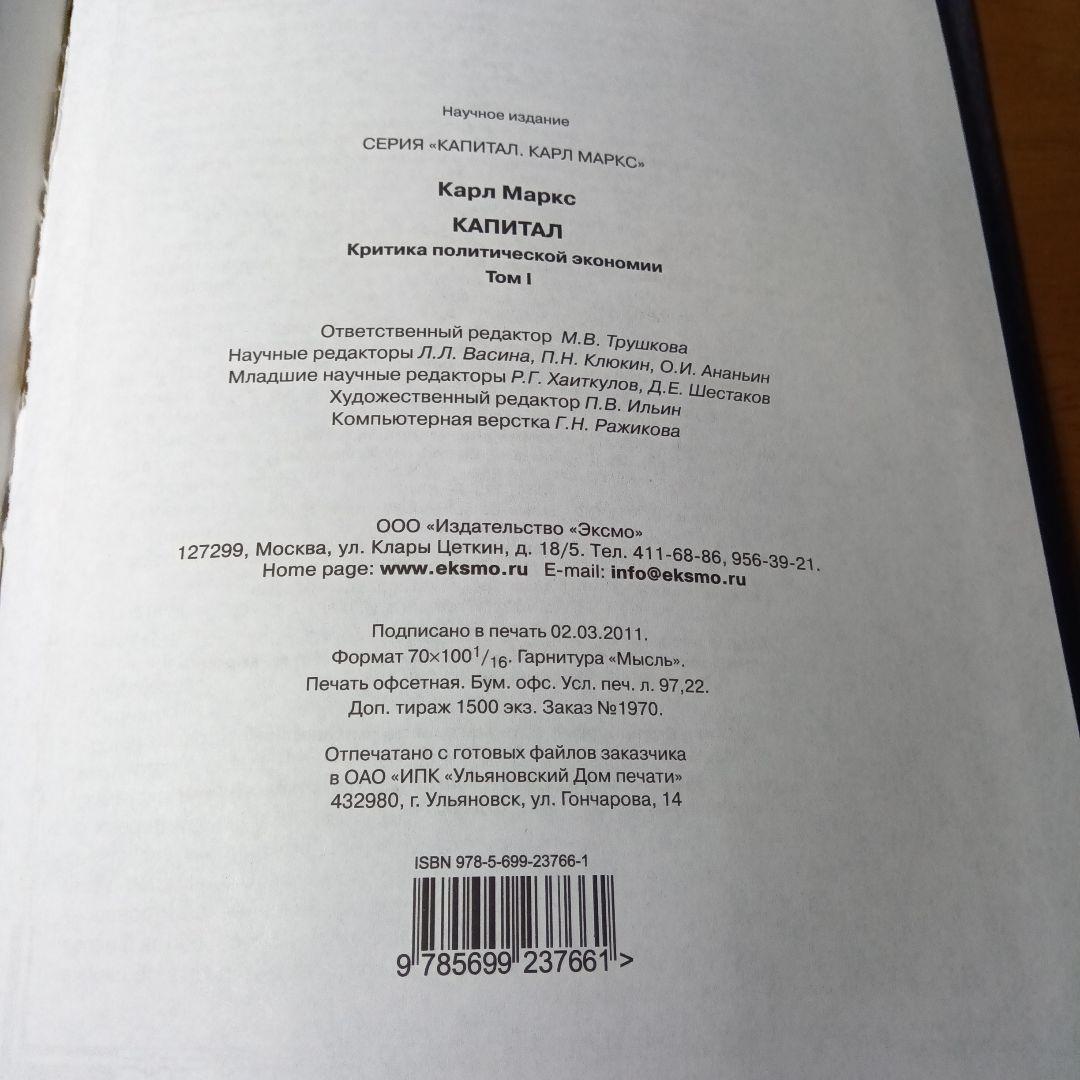 Научное издание
СЕРИЯ «КАПИТАЛ. КАРЛ МАРКС»
Карл Маркс
КАПИТАЛ
Критика политической экономии
Том I
Ответственный редактор М.В. Трушкова
Научные редакторы Л.Л. Васина, П.Н. Клюкин, О.И. Ананьин
Младшие научные редакторы Р.Г. Хаиткулов, Д.Е. Шестаков
Художественный редактор П.В. Ильин
Компьютерная верстка Г.Н. Ражикова
ООО «Издательство «Эксмо»
127299, Москва, ул. Клары Цеткин, д. 18/5. Тел. 411-68-86, 956-39-21.
Home page: www.eksmo.ru E-mail: info@eksmo.ru
Подписано в печать 02.03.2011.
Формат 70×100 1/16. Гарнитура «Мысль».
Печать офсетная. Бум. офс. Усл. печ. л. 97,22.
Доп. тираж 1500 экз. Заказ №1970.
Отпечатано с готовых файлов заказчика
в ОАО «ИПК «Ульяновский Дом печати»
432980, г. Ульяновск, ул. Гончарова, 14
ISBN 978-5-699-23766-1
9 785699 237661 >